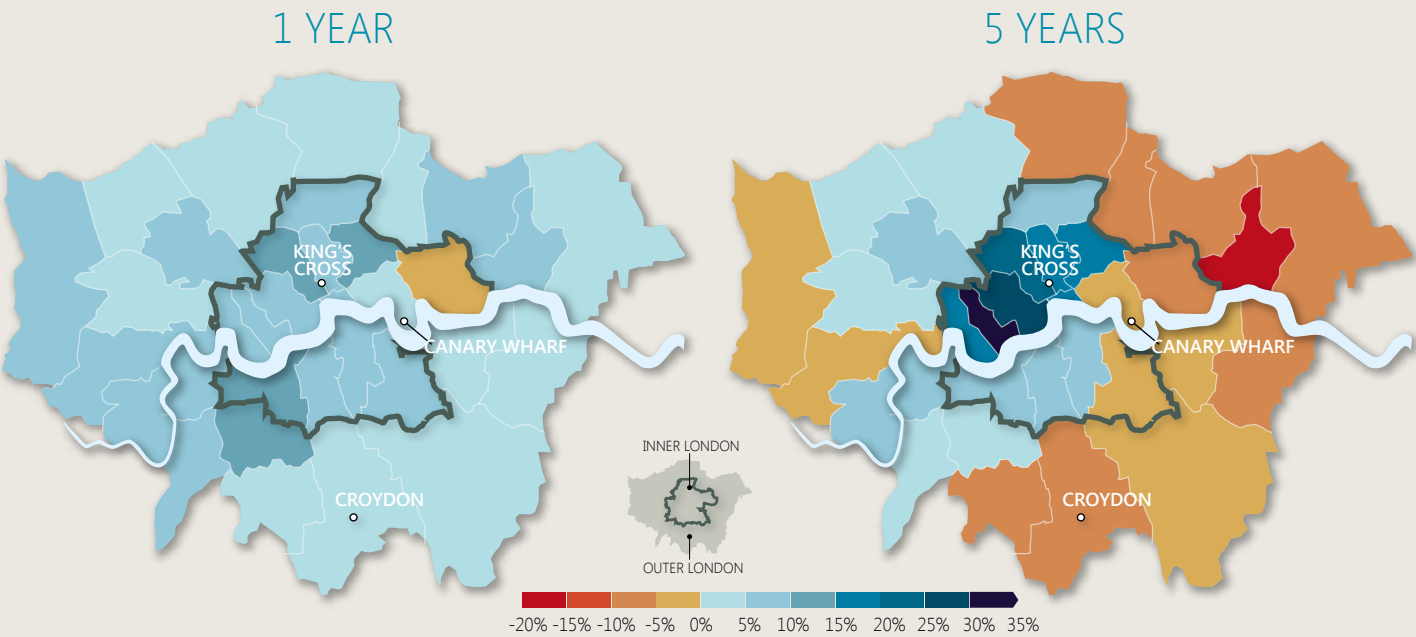 1 YEAR
5 YEARS
KING'S
CROSS
CANARY WHARF
CROYDON
KING'S
CROSS
CANARY WHARF
CROYDON
INNER LONDON
OUTER LONDON
-20% -15% -10% -5% 0% 5% 10% 15% 20% 25% 30% 35%